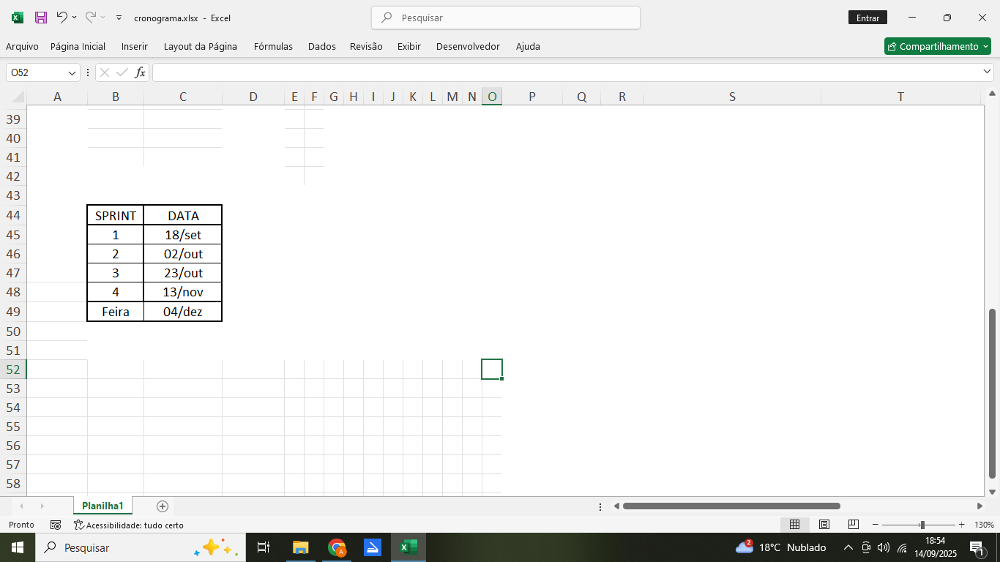 cronograma.xlsx - Excel
Pesquisar
Entrar
Arquivo Página Inicial Inserir Layout da Página Fórmulas Dados Revisão Exibir Desenvolvedor Ajuda
Compartilhamento
O52
fx
A B C D E F G H I J K L M N O P Q R S T
39
40
41
42
43
44 SPRINT DATA
45 1 18/set
46 2 02/out
47 3 23/out
48 4 13/nov
49 Feira 04/dez
50
51
52
53
54
55
56
57
58
Planilha1
Pronto
Acessibilidade: tudo certo
130%
Pesquisar
A
2
18°C Nublado
18:54
14/09/2025
1